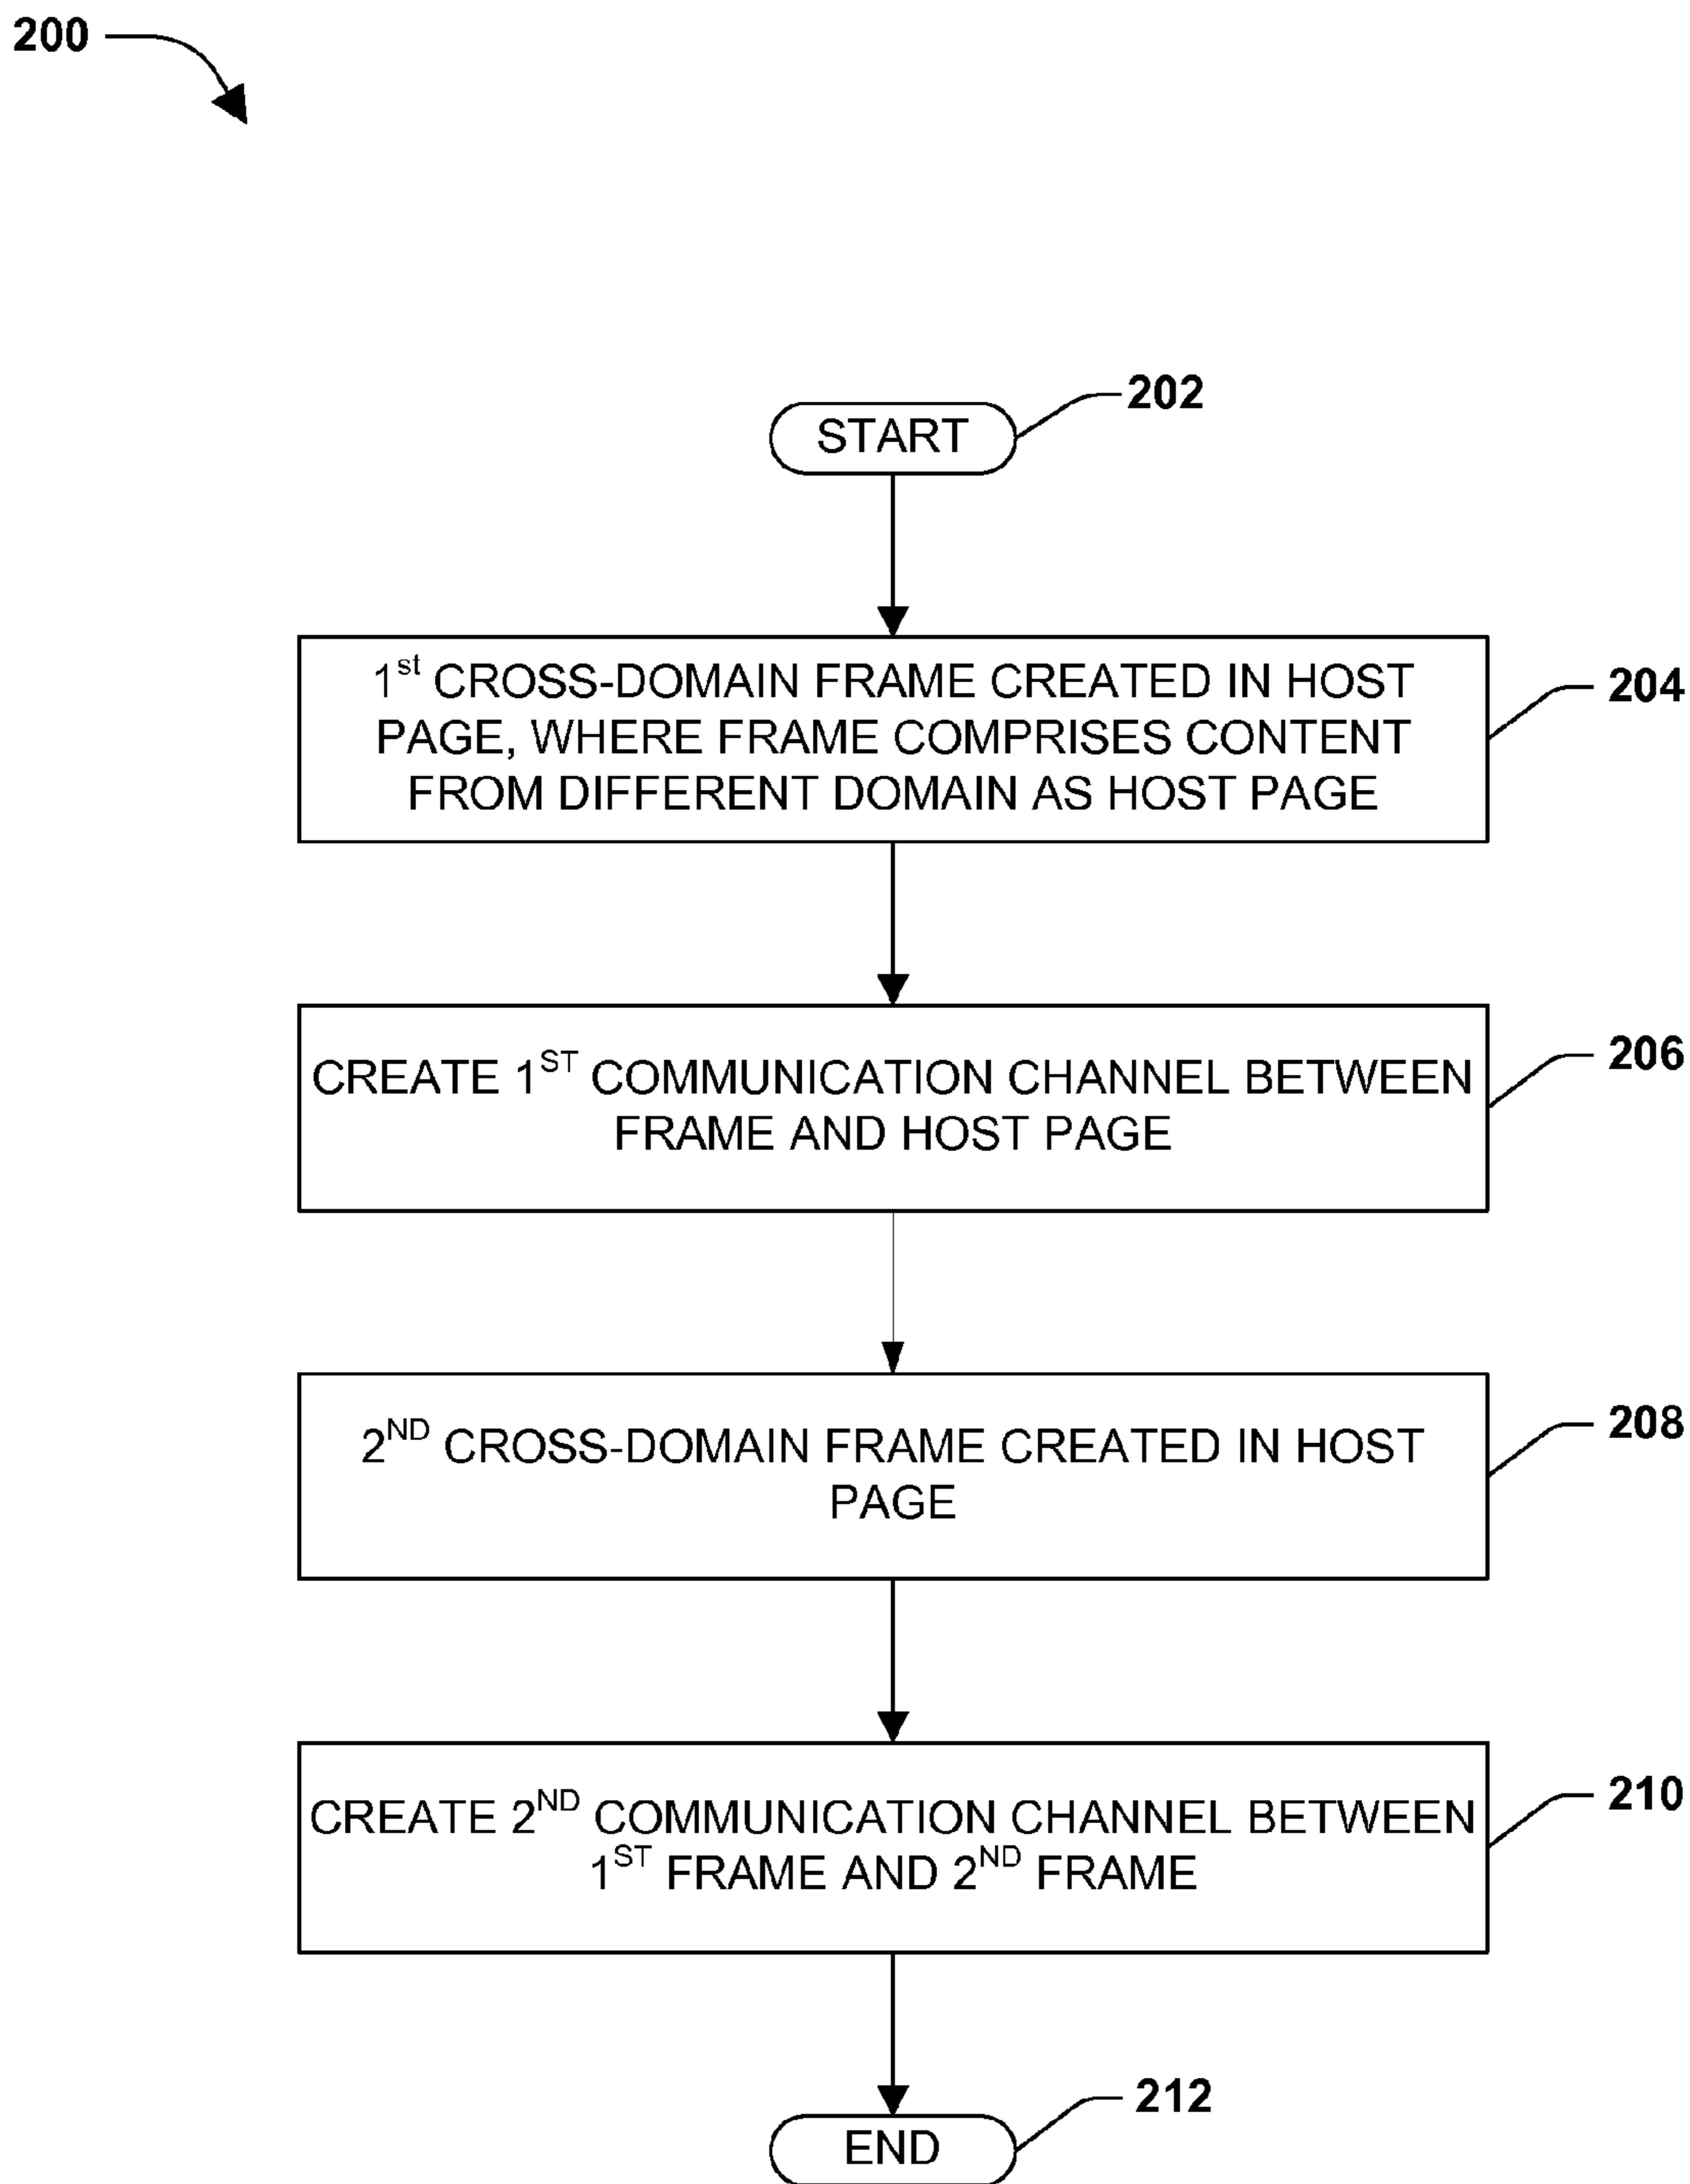 200
202
START
1st CROSS-DOMAIN FRAME CREATED IN HOST
PAGE, WHERE FRAME COMPRISES CONTENT
FROM DIFFERENT DOMAIN AS HOST PAGE
204
CREATE 1ST COMMUNICATION CHANNEL BETWEEN
FRAME AND HOST PAGE
206
2ND CROSS-DOMAIN FRAME CREATED IN HOST
PAGE
208
CREATE 2ND COMMUNICATION CHANNEL BETWEEN
1ST FRAME AND 2ND FRAME
210
212
END